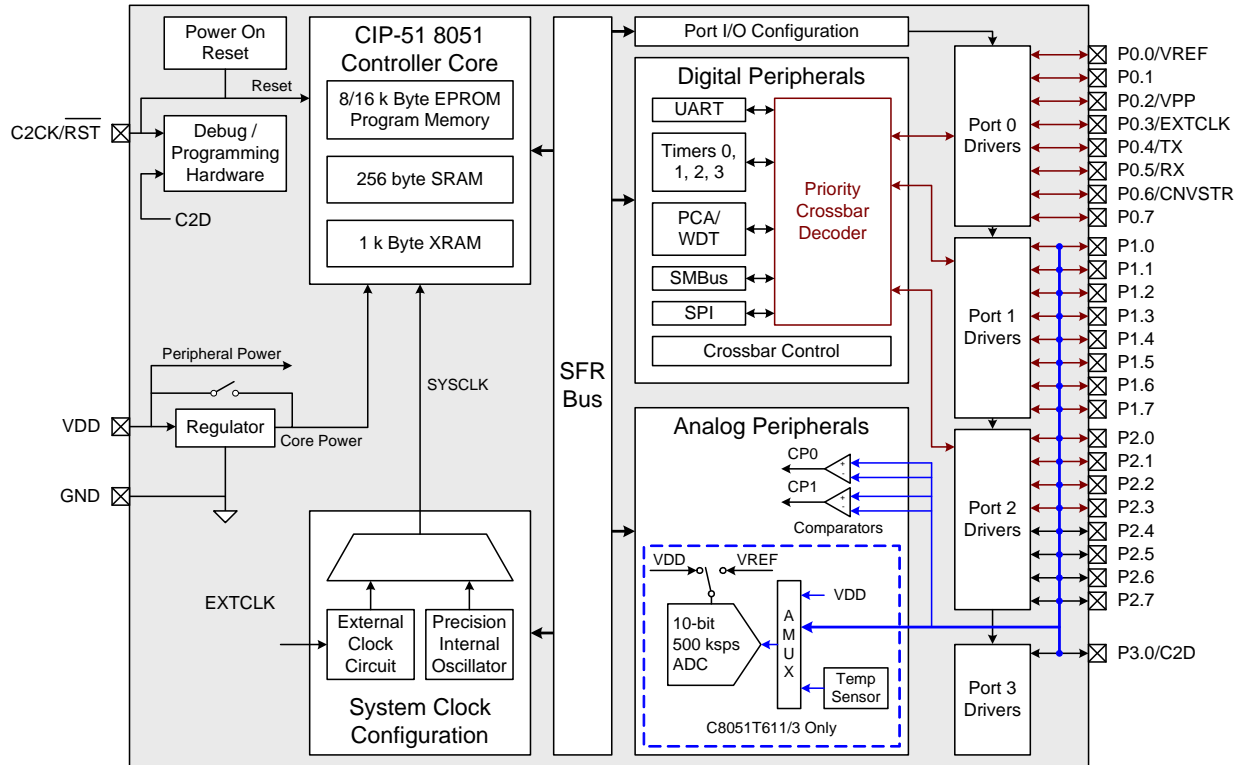 Power On
Reset
Reset
C2CK/RST
Debug /
Programming
Hardware
C2D
CIP-51 8051
Controller Core
8/16 k Byte EPROM
Program Memory
256 byte SRAM
1 k Byte XRAM
Peripheral Power
VDD
Regulator
Core Power
GND
SYSCLK
EXTCLK
External
Clock
Circuit
Precision
Internal
Oscillator
System Clock
Configuration
SFR
Bus
Port I/O Configuration
Digital Peripherals
UART
Timers 0,
1, 2, 3
PCA/
WDT
SMBus
SPI
Priority
Crossbar
Decoder
Crossbar Control
Analog Peripherals
CP0
+
-
CP1
+
-
Comparators
VDD
VREF
10-bit
500 ksps
ADC
A
M
U
X
VDD
Temp
Sensor
C8051T611/3 Only
Port 0
Drivers
Port 1
Drivers
Port 2
Drivers
Port 3
Drivers
P0.0/VREF
P0.1
P0.2/VPP
P0.3/EXTCLK
P0.4/TX
P0.5/RX
P0.6/CNVSTR
P0.7
P1.0
P1.1
P1.2
P1.3
P1.4
P1.5
P1.6
P1.7
P2.0
P2.1
P2.2
P2.3
P2.4
P2.5
P2.6
P2.7
P3.0/C2D